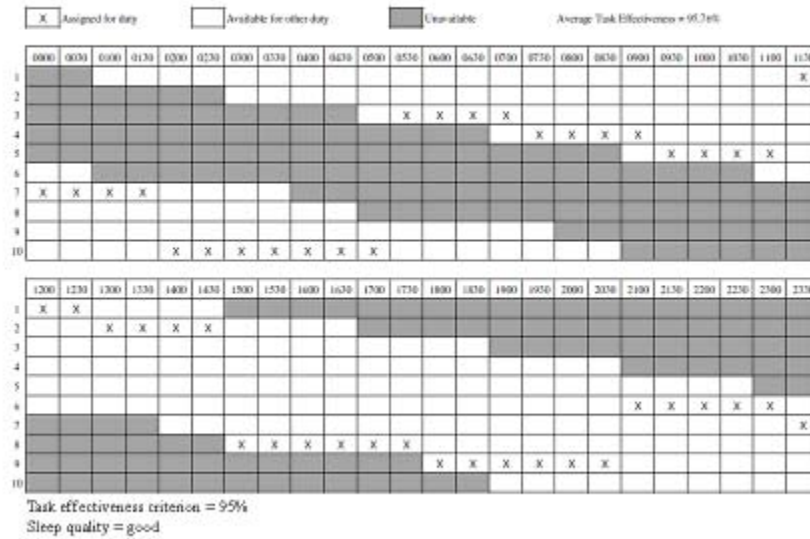 X Assigned for duty Available for other duty Unavailable Average Task Effectiveness = 95.76%
0000 0030 0100 0130 0200 0230 0300 0330 0400 0430 0500 0530 0600 0630 0700 0730 0800 0830 0900 0930 1000 1030 1100 1130
1 X
2
3 X X X X
4 X X X X
5 X X X X
6
7 X X X X
8
9
10 X X X X X X X
1200 1230 1300 1330 1400 1430 1500 1530 1600 1630 1700 1730 1800 1830 1900 1930 2000 2030 2100 2130 2200 2230 2300 2330
1 X X
2 X X X X
3
4
5
6 X X X X X
7 X
8 X X X X X X
9 X X X X X X
10
Task effectiveness criterion = 95%
Sleep quality = good